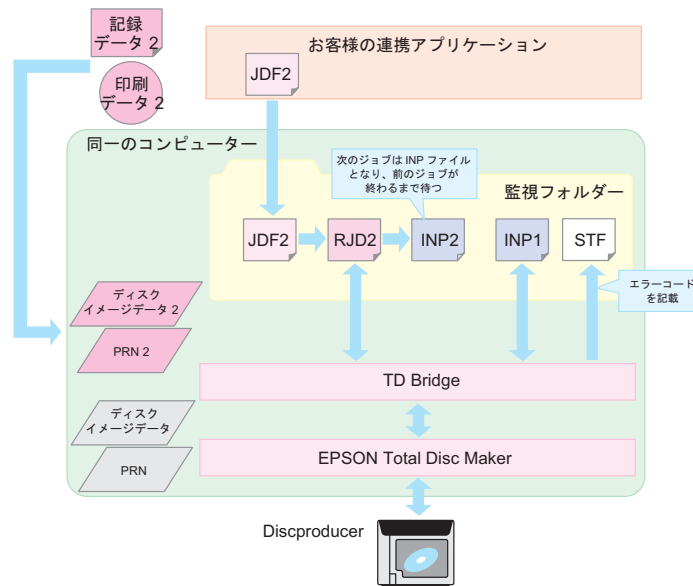 記録
データ 2
印刷
データ 2
お客様の連携アプリケーション
JDF2
同一のコンピューター
次のジョブは INP ファイル
となり、前のジョブが
終わるまで待つ
監視フォルダー
JDF2
RJD2
INP2
INP1
STF
エラーコード
を記載
ディスク
イメージデータ 2
PRN 2
TD Bridge
ディスク
イメージデータ
PRN
EPSON Total Disc Maker
Discproducer